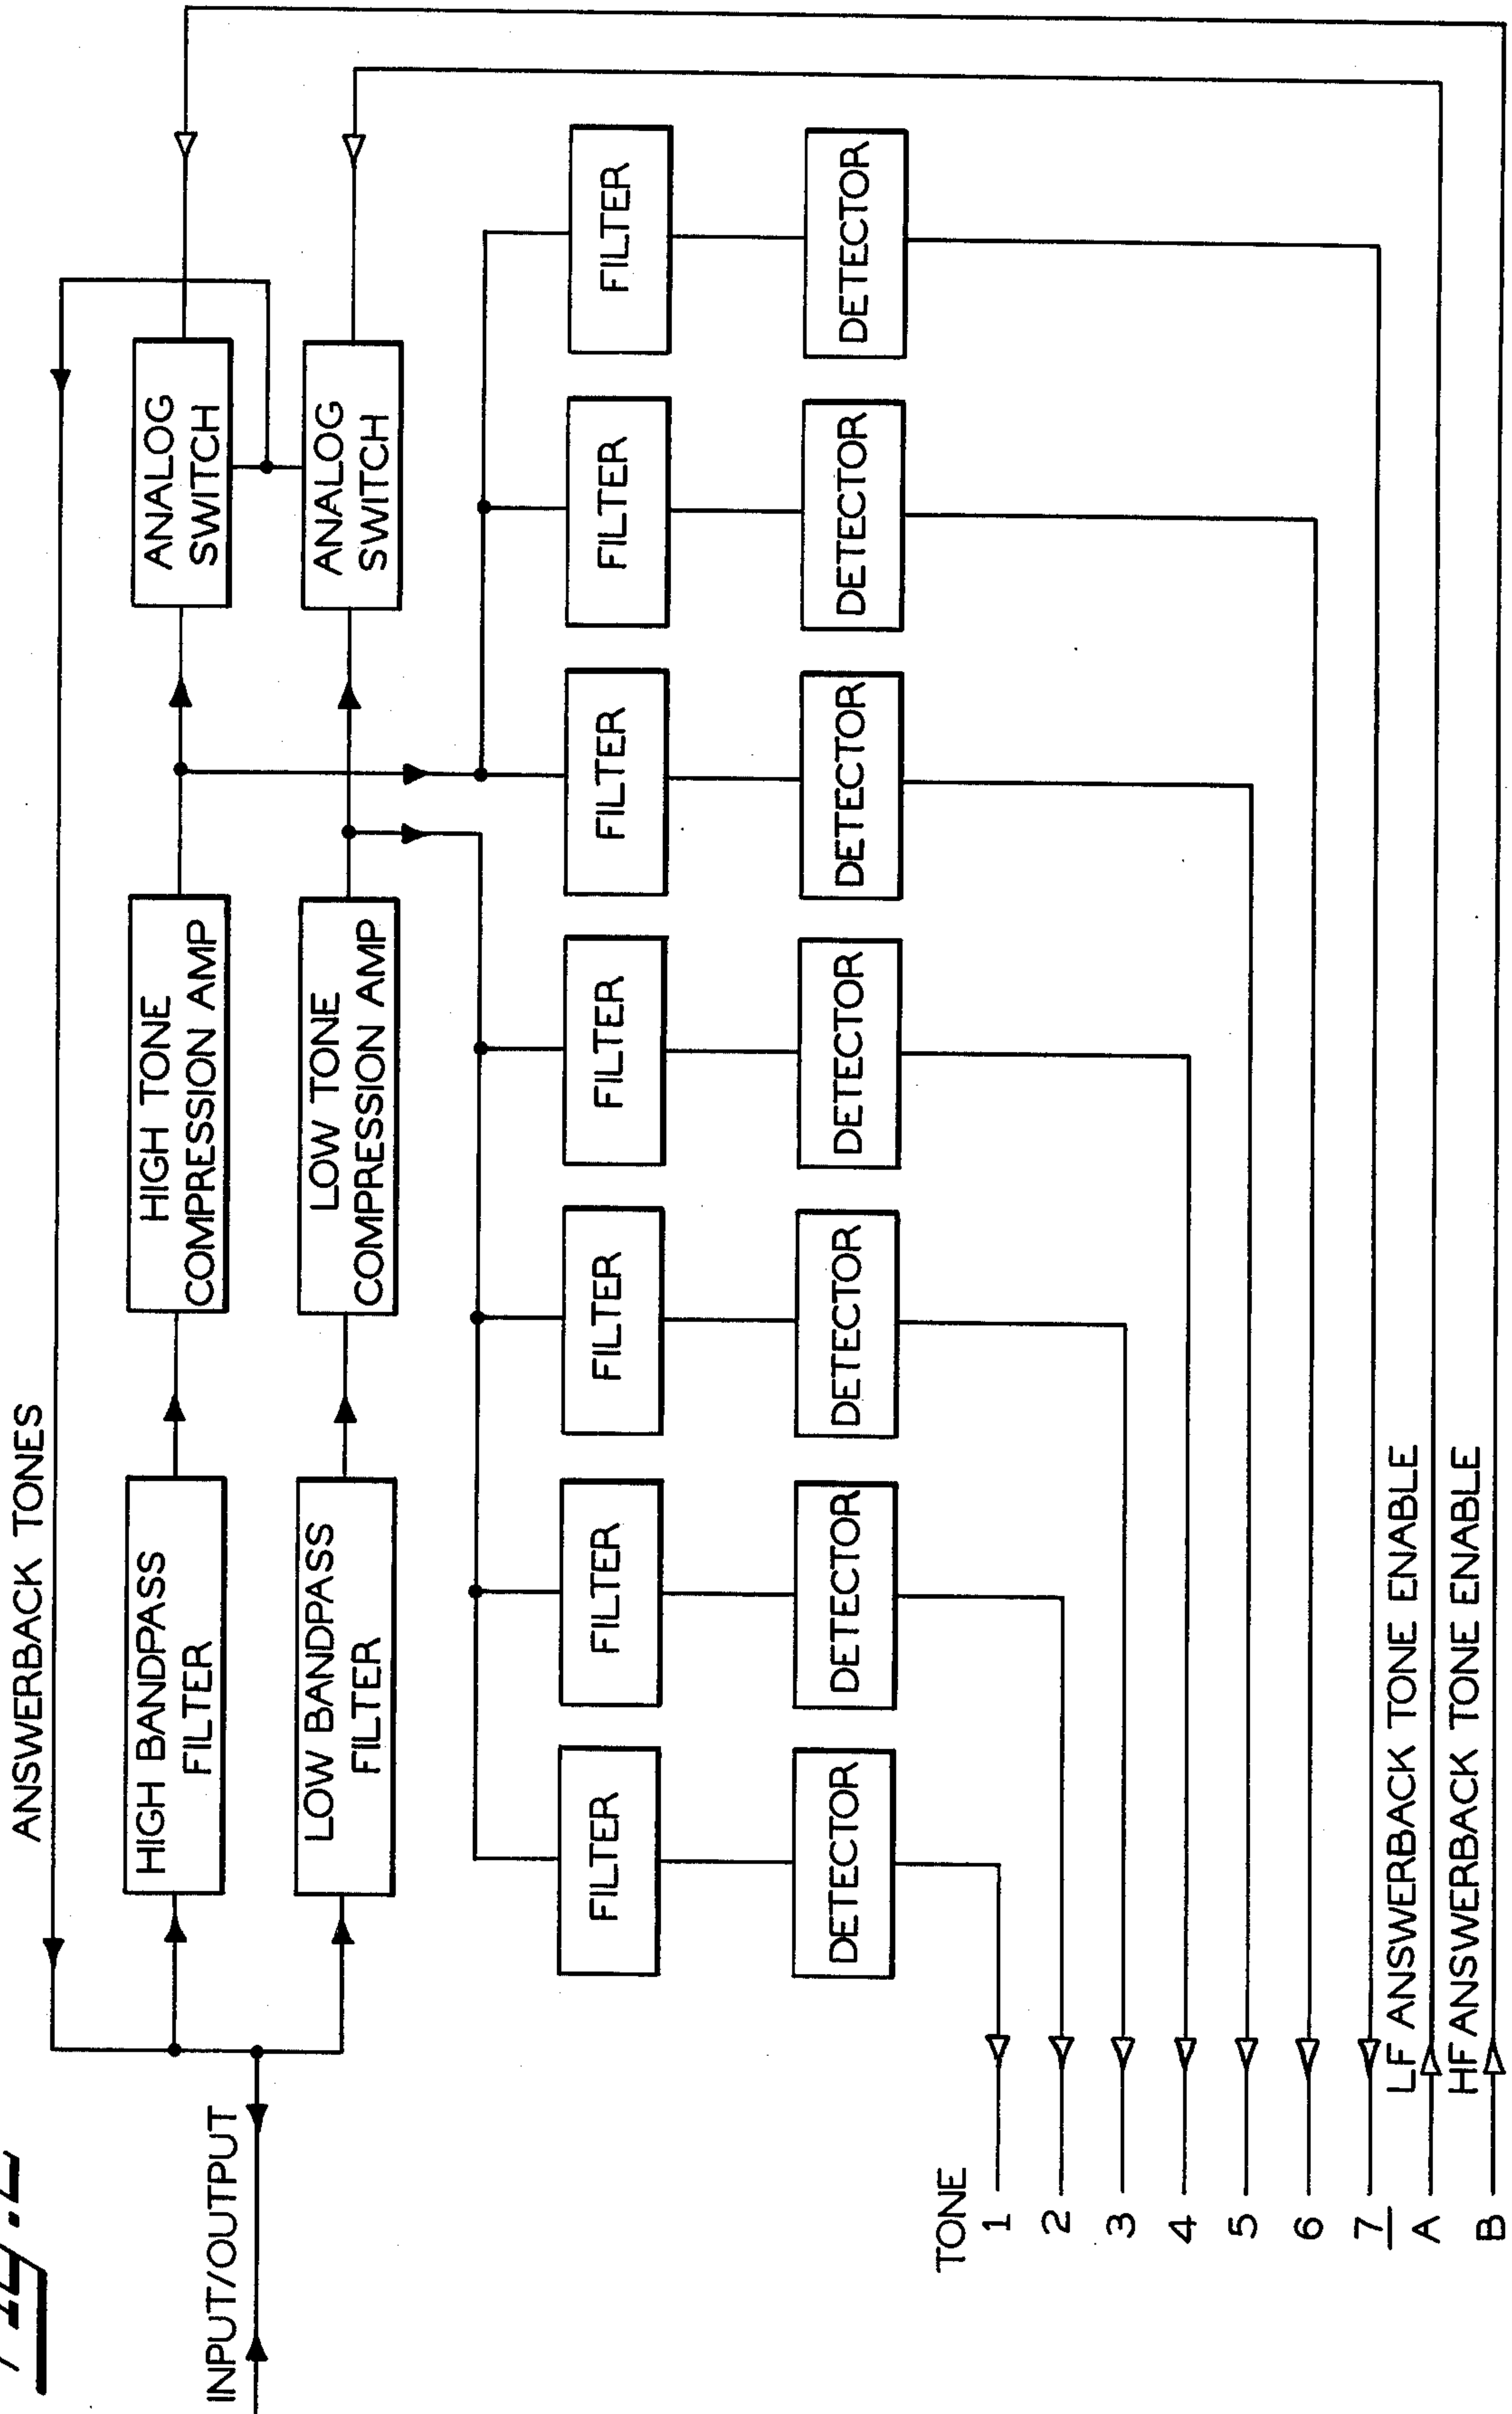 ANSWERBACK TONES
INPUT/OUTPUT
HIGH BANDPASS
FILTER
HIGH TONE
COMPRESSION AMP
ANALOG
SWITCH
LOW BANDPASS
FILTER
LOW TONE
COMPRESSION AMP
ANALOG
SWITCH
FILTER
FILTER
FILTER
FILTER
FILTER
FILTER
FILTER
DETECTOR
DETECTOR
DETECTOR
DETECTOR
DETECTOR
DETECTOR
DETECTOR
TONE
1
2
3
4
5
6
7
A
LF ANSWERBACK TONE ENABLE
B
HF ANSWERBACK TONE ENABLE